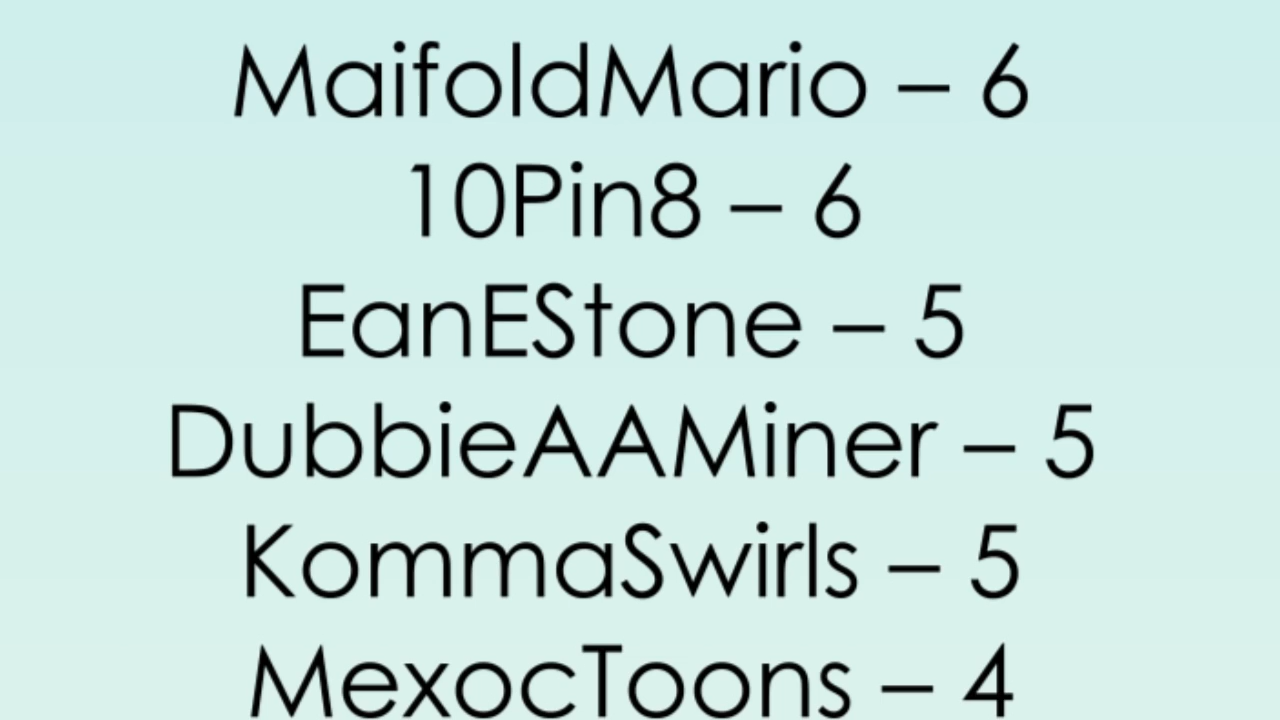 MaifoldMario – 6
10Pin8 – 6
EanEStone – 5
DubbieAAMiner – 5
KommaSwirls – 5
MexocToons – 4